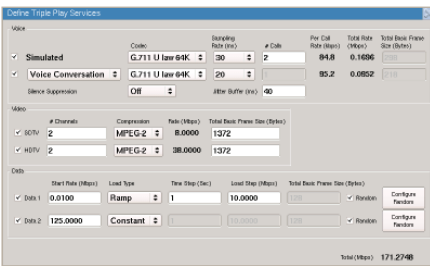 Define Triple Play Services
Voice
Codec Sampling Rate (ms) # Calls Per Call Rate (kbps) Total Rate (Mbps) Total Basic Frame Size (Bytes)
Simulated G.711 U law 64K 30 2 84.8 0.1696
Voice Conversation G.711 U law 64K 20 1 95.2 0.0952 218
Silence Suppression Off Jitter Buffer (ms) 40
Video
# Channels Compression Rate (Mbps) Total Basic Frame Size (Bytes)
SDTV 2 MPEG-2 8.0000 1372
HDTV 2 MPEG-2 38.0000 1372
Data
Start Rate (Mbps) Load Type Time Step (Sec) Load Step (Mbps) Total Basic Frame Size (Bytes)
Data 1 0.0100 Ramp 1 10.0000 128 Random Configure Random
Data 2 125.0000 Constant 1 10.0000 128 Random Configure Random
Total (Mbps) 171.2748